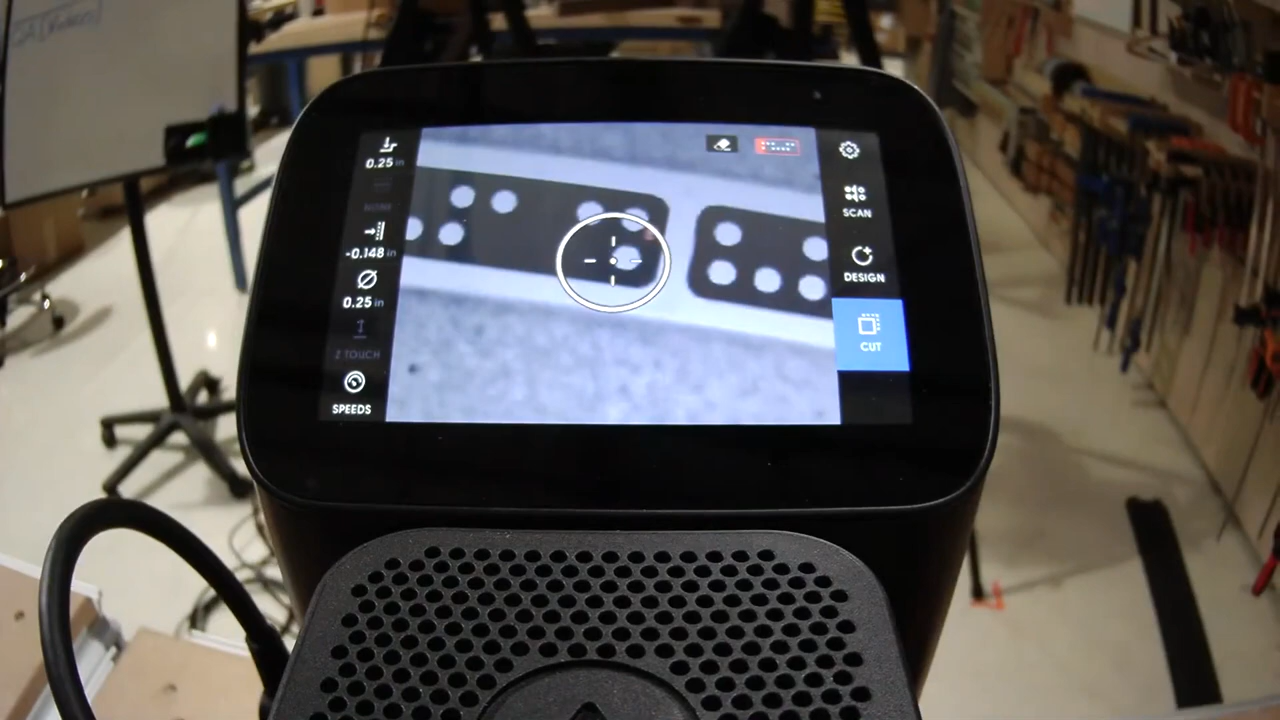 0.25 in
NONE
-0.148 in
0.25 in
Z TOUCH
SPEEDS
SCAN
DESIGN
CUT